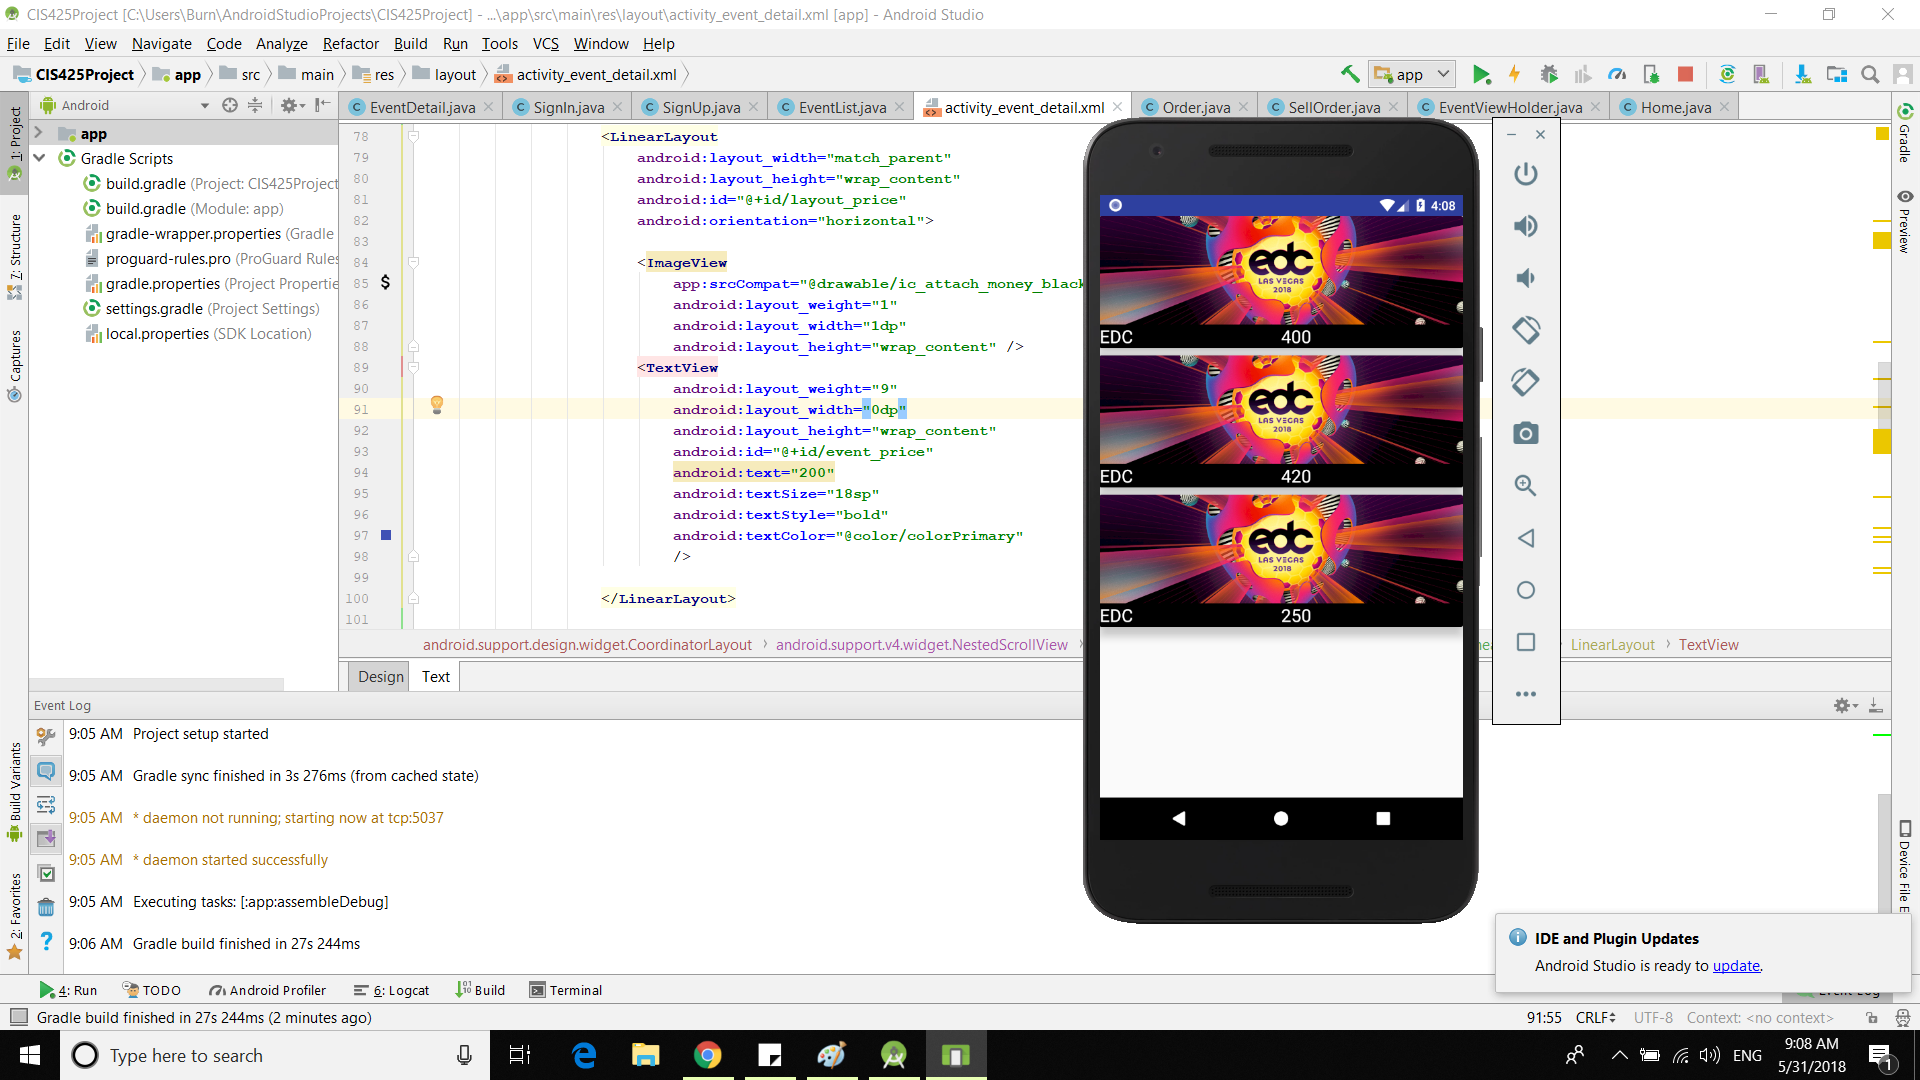 CIS425Project [C:\Users\Burn\AndroidStudioProjects\CIS425Project] - ...\app\src\main\res\layout\activity_event_detail.xml [app] - Android Studio
File Edit View Navigate Code Analyze Refactor Build Run Tools VCS Window Help
CIS425Project app src main res layout activity_event_detail.xml app
Android EventDetail.java SignIn.java SignUp.java EventList.java activity_event_detail.xml Order.java SellOrder.java EventViewHolder.java Home.java
1: Project
7: Structure
Captures
Build Variants
2: Favorites
app
Gradle Scripts
build.gradle (Project: CIS425Project
build.gradle (Module: app)
gradle-wrapper.properties (Gradle
proguard-rules.pro (ProGuard Rules
gradle.properties (Project Propertie
settings.gradle (Project Settings)
local.properties (SDK Location)
78 <LinearLayout
79 android:layout_width="match_parent"
80 android:layout_height="wrap_content"
81 android:id="@+id/layout_price"
82 android:orientation="horizontal">
83
84 <ImageView
85 $ app:srcCompat="@drawable/ic_attach_money_black
86 android:layout_weight="1"
87 android:layout_width="1dp"
88 android:layout_height="wrap_content" />
89 <TextView
90 android:layout_weight="9"
91 android:layout_width="0dp"
92 android:layout_height="wrap_content"
93 android:id="@+id/event_price"
94 android:text="200"
95 android:textSize="18sp"
96 android:textStyle="bold"
97 android:textColor="@color/colorPrimary"
98 />
99
100 </LinearLayout>
101
android.support.design.widget.CoordinatorLayout › android.support.v4.widget.NestedScrollView › LinearLayout › TextView
Design Text
4:08
edc
LAS VEGAS
2018
EDC 400
edc
LAS VEGAS
2018
EDC 420
edc
LAS VEGAS
2018
EDC 250
Gradle
Preview
Device File E
Event Log
9:05 AM Project setup started
9:05 AM Gradle sync finished in 3s 276ms (from cached state)
9:05 AM * daemon not running; starting now at tcp:5037
9:05 AM * daemon started successfully
9:05 AM Executing tasks: [:app:assembleDebug]
9:06 AM Gradle build finished in 27s 244ms
IDE and Plugin Updates
Android Studio is ready to update.
4: Run TODO Android Profiler 6: Logcat Build Terminal Event Log
Gradle build finished in 27s 244ms (2 minutes ago) 91:55 CRLF UTF-8 Context: <no context>
Type here to search ENG 9:08 AM
5/31/2018 1